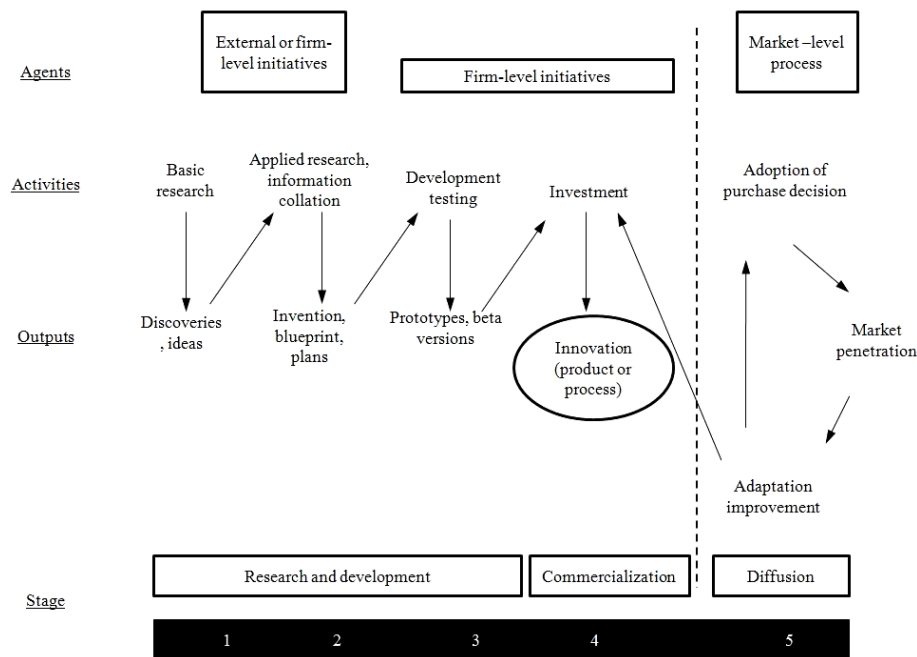 External or firm-
level initiatives
Market –level
process
Agents
Firm-level initiatives
Activities
Basic
research
Applied research,
information
collation
Development
testing
Investment
Adoption of
purchase decision
Outputs
Discoveries
, ideas
Invention,
blueprint,
plans
Prototypes, beta
versions
Innovation
(product or
process)
Market
penetration
Adaptation
improvement
Stage
Research and development
Commercialization
Diffusion
1
2
3
4
5